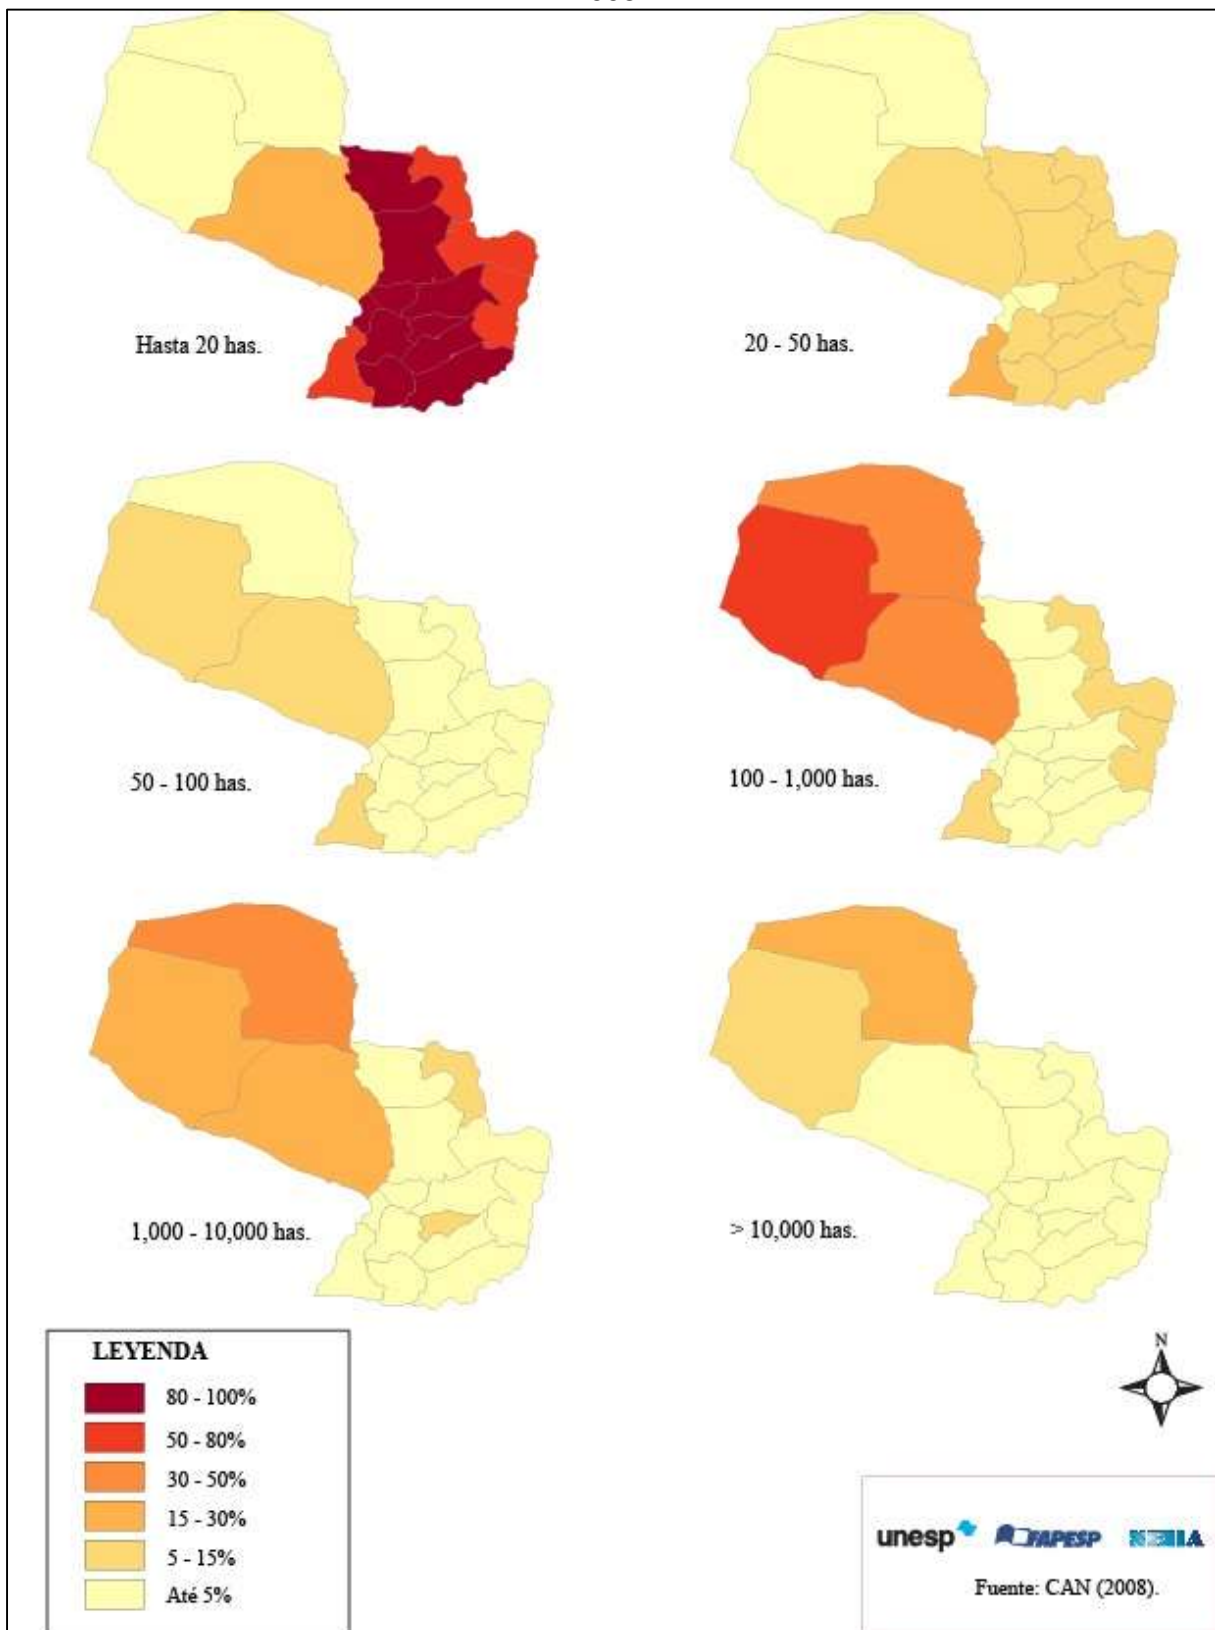 Hasta 20 has.
20 - 50 has.
50 - 100 has.
100 - 1,000 has.
1,000 - 10,000 has.
> 10,000 has.
LEYENDA
80 - 100%
50 - 80%
30 - 50%
15 - 30%
5 - 15%
Até 5%
N
unesp FAPESP NERA
Fuente: CAN (2008).